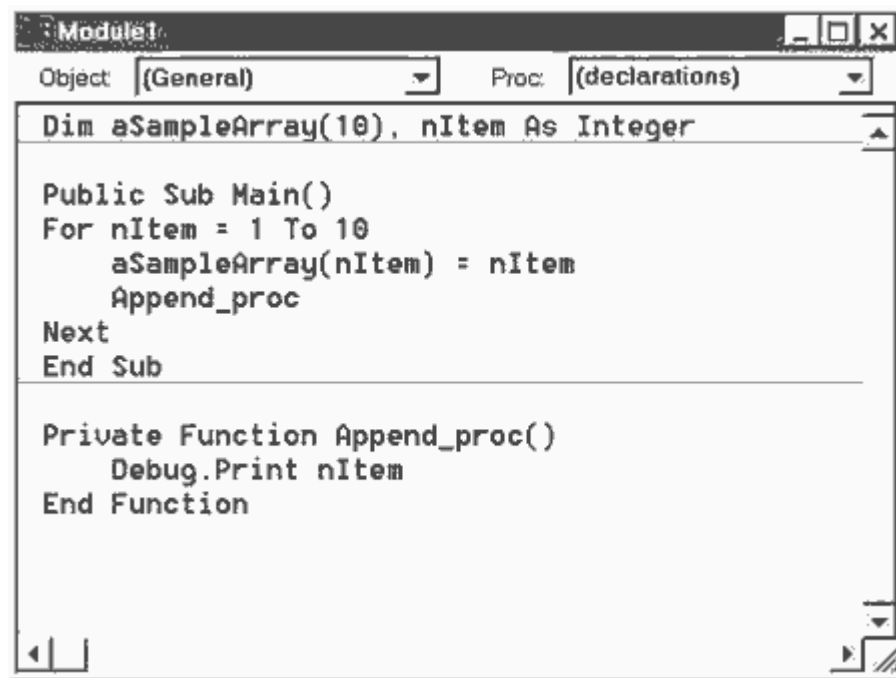 Module1
Object: (General) Proc: (declarations)
Dim aSampleArray(10), nItem As Integer
Public Sub Main()
For nItem = 1 To 10
    aSampleArray(nItem) = nItem
    Append_proc
Next
End Sub
Private Function Append_proc()
    Debug.Print nItem
End Function